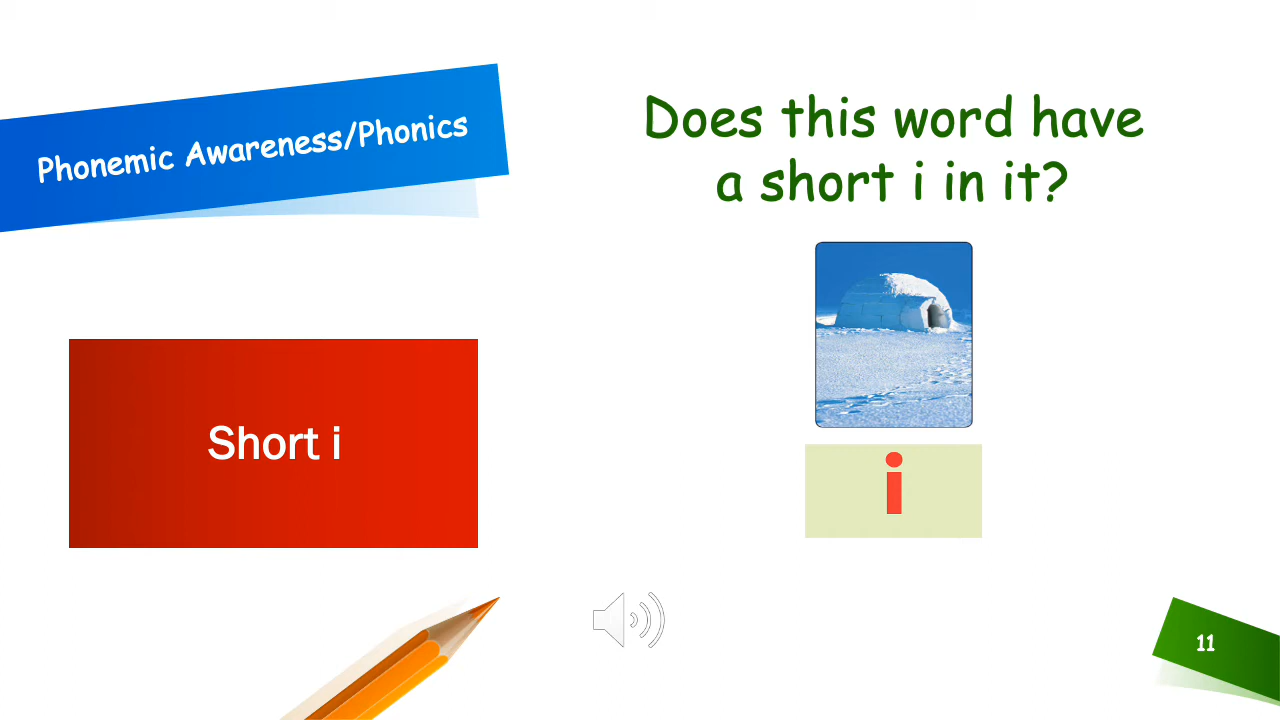 Phonemic Awareness/Phonics
Does this word have
a short i in it?
Short i
i
11